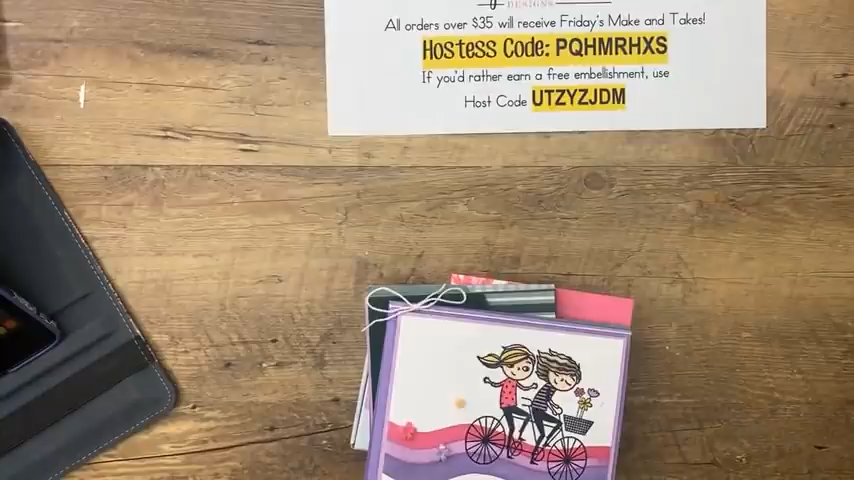 DESIGNS
All orders over $35 will receive Friday's Make and Takes!
Hostess Code: PQHMRHXS
If you'd rather earn a free embellishment, use
Host Code UTZYZJDM